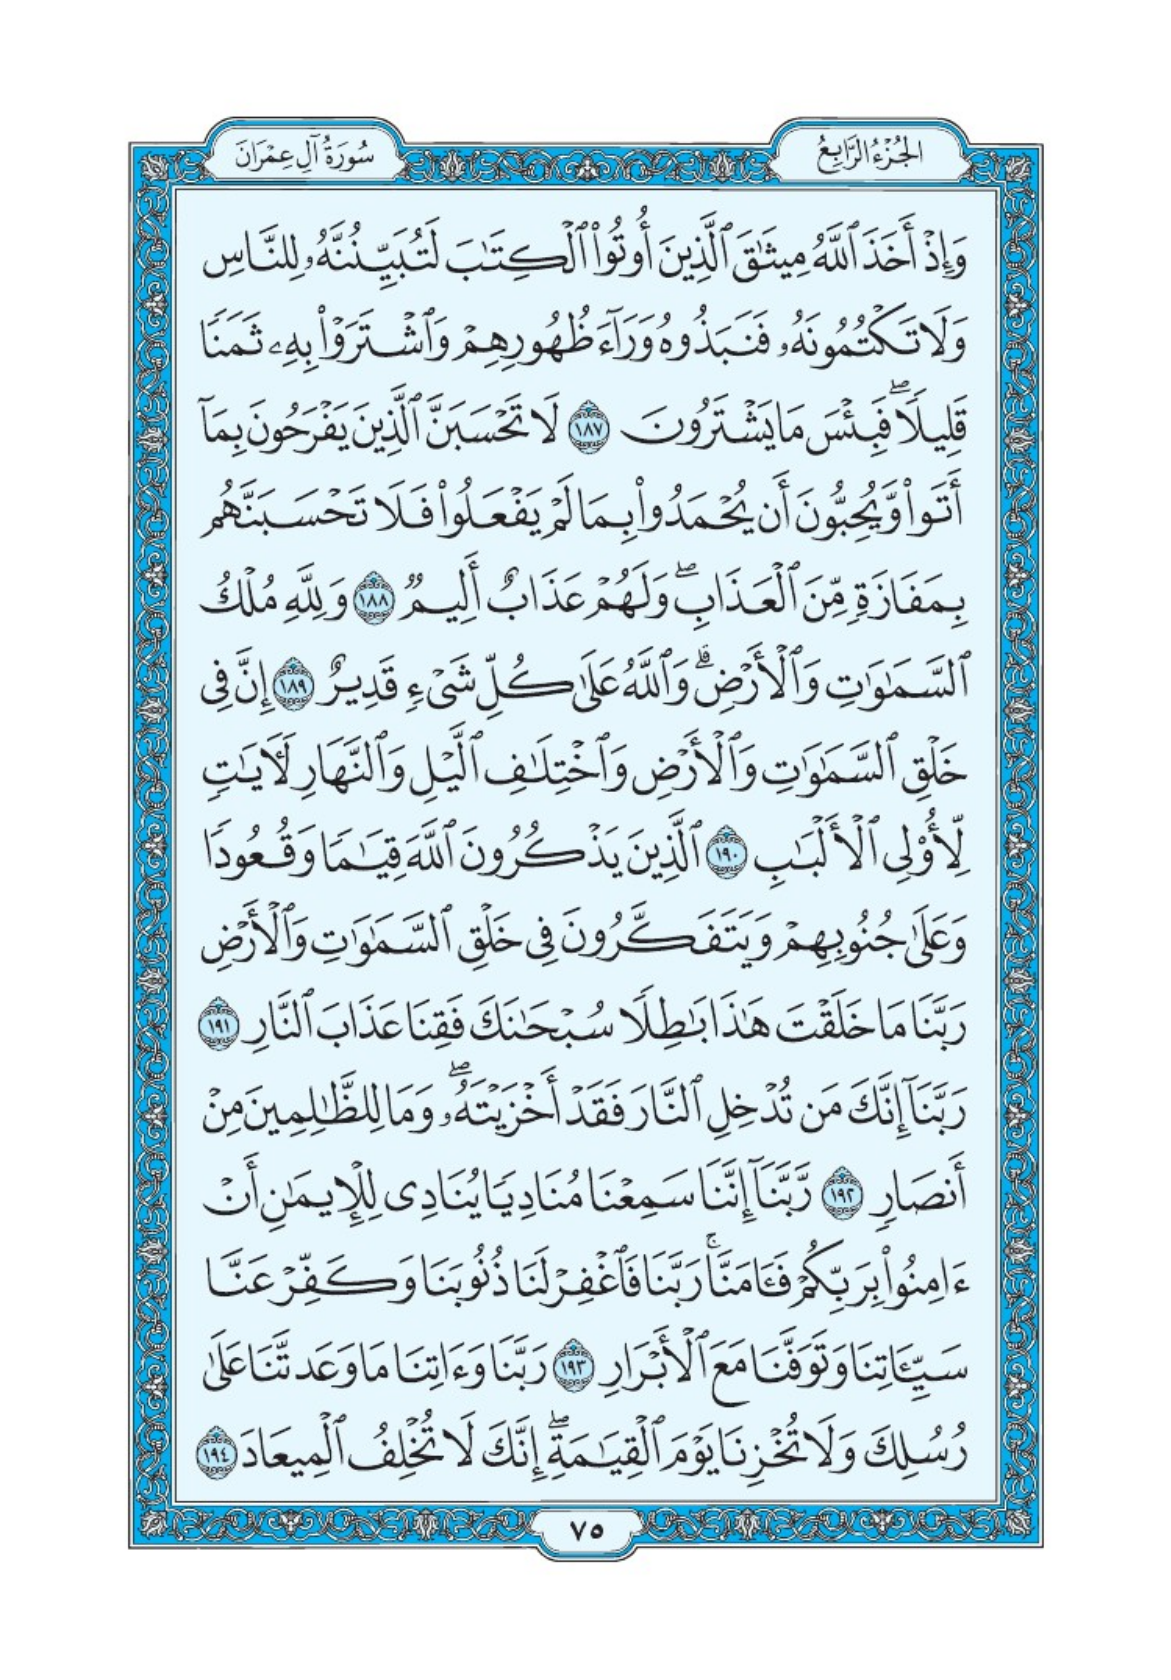 الجُزْءُ الرَّابِعُ
سُورَةُ آلِ عِمْرَانَ
وَإِذْ أَخَذَ ٱللَّهُ مِيثَٰقَ ٱلَّذِينَ أُوتُوا۟ ٱلْكِتَٰبَ لَتُبَيِّنُنَّهُۥ لِلنَّاسِ
وَلَا تَكْتُمُونَهُۥ فَنَبَذُوهُ وَرَآءَ ظُهُورِهِمْ وَٱشْتَرَوْا۟ بِهِۦ ثَمَنًا
قَلِيلًا ۖ فَبِئْسَ مَا يَشْتَرُونَ ١٨٧ لَا تَحْسَبَنَّ ٱلَّذِينَ يَفْرَحُونَ بِمَآ
أَتَوا۟ وَّيُحِبُّونَ أَن يُحْمَدُوا۟ بِمَا لَمْ يَفْعَلُوا۟ فَلَا تَحْسَبَنَّهُم
بِمَفَازَةٍ مِّنَ ٱلْعَذَابِ ۖ وَلَهُمْ عَذَابٌ أَلِيمٌ ١٨٨ وَلِلَّهِ مُلْكُ
ٱلسَّمَٰوَٰتِ وَٱلْأَرْضِ ۗ وَٱللَّهُ عَلَىٰ كُلِّ شَىْءٍ قَدِيرٌ ١٨٩ إِنَّ فِى
خَلْقِ ٱلسَّمَٰوَٰتِ وَٱلْأَرْضِ وَٱخْتِلَٰفِ ٱلَّيْلِ وَٱلنَّهَارِ لَـَٔايَٰتٍ
لِّأُو۟لِى ٱلْأَلْبَٰبِ ١٩٠ ٱلَّذِينَ يَذْكُرُونَ ٱللَّهَ قِيَٰمًا وَقُعُودًا
وَعَلَىٰ جُنُوبِهِمْ وَيَتَفَكَّرُونَ فِى خَلْقِ ٱلسَّمَٰوَٰتِ وَٱلْأَرْضِ
رَبَّنَا مَا خَلَقْتَ هَٰذَا بَٰطِلًا سُبْحَٰنَكَ فَقِنَا عَذَابَ ٱلنَّارِ ١٩١
رَبَّنَآ إِنَّكَ مَن تُدْخِلِ ٱلنَّارَ فَقَدْ أَخْزَيْتَهُۥ ۖ وَمَا لِلظَّٰلِمِينَ مِنْ
أَنصَارٍ ١٩٢ رَّبَّنَآ إِنَّنَا سَمِعْنَا مُنَادِيًا يُنَادِى لِلْإِيمَٰنِ أَنْ
ءَامِنُوا۟ بِرَبِّكُمْ فَـَٔامَنَّا ۚ رَبَّنَا فَٱغْفِرْ لَنَا ذُنُوبَنَا وَكَفِّرْ عَنَّا
سَيِّـَٔاتِنَا وَتَوَفَّنَا مَعَ ٱلْأَبْرَارِ ١٩٣ رَبَّنَا وَءَاتِنَا مَا وَعَدتَّنَا عَلَىٰ
رُسُلِكَ وَلَا تُخْزِنَا يَوْمَ ٱلْقِيَٰمَةِ ۖ إِنَّكَ لَا تُخْلِفُ ٱلْمِيعَادَ ١٩٤
٧٥